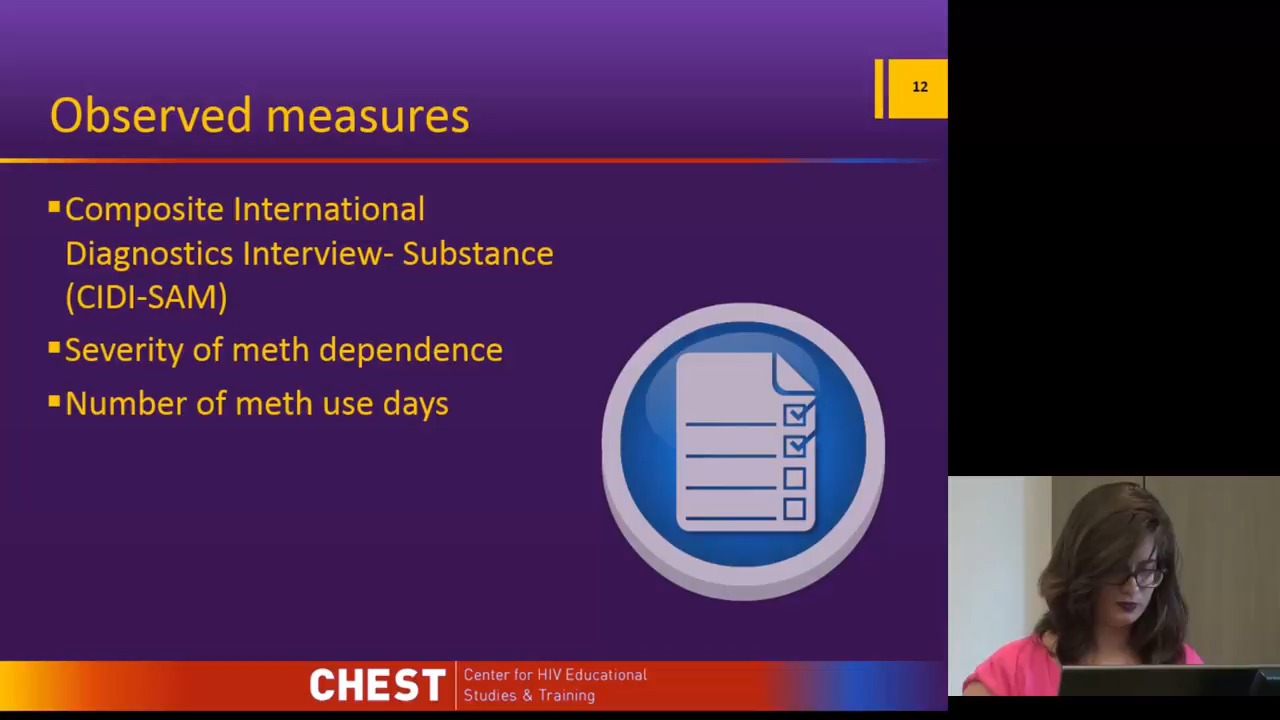 12
Observed measures
▪Composite International
Diagnostics Interview- Substance
(CIDI-SAM)
▪Severity of meth dependence
▪Number of meth use days
CHEST
Center for HIV Educational
Studies & Training